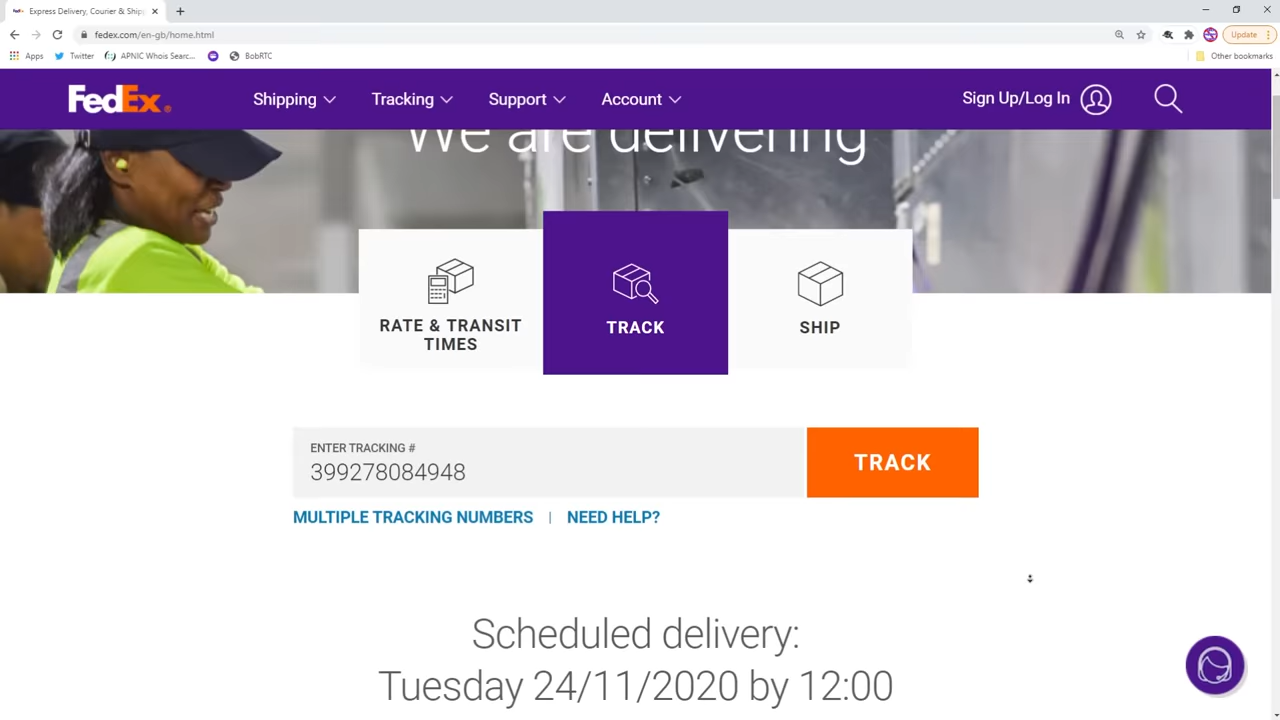 Express Delivery, Courier & Ship
fedex.com/en-gb/home.html
Update
Apps
Twitter
APNIC Whois Searc...
BobRTC
Other bookmarks
FedEx
Shipping
Tracking
Support
Account
Sign Up/Log In
We are delivering
RATE & TRANSIT
TIMES
TRACK
SHIP
ENTER TRACKING #
399278084948
TRACK
MULTIPLE TRACKING NUMBERS | NEED HELP?
Scheduled delivery:
Tuesday 24/11/2020 by 12:00